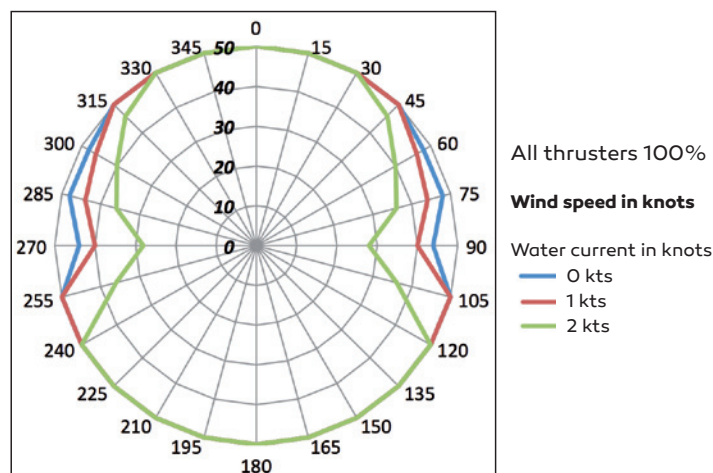 0
345 50 15
330 30
40
315 45
30
300 60
20
285 75
10
270 0 90
255 105
240 120
225 135
210 150
195 165
180
All thrusters 100%
Wind speed in knots
Water current in knots
0 kts
1 kts
2 kts